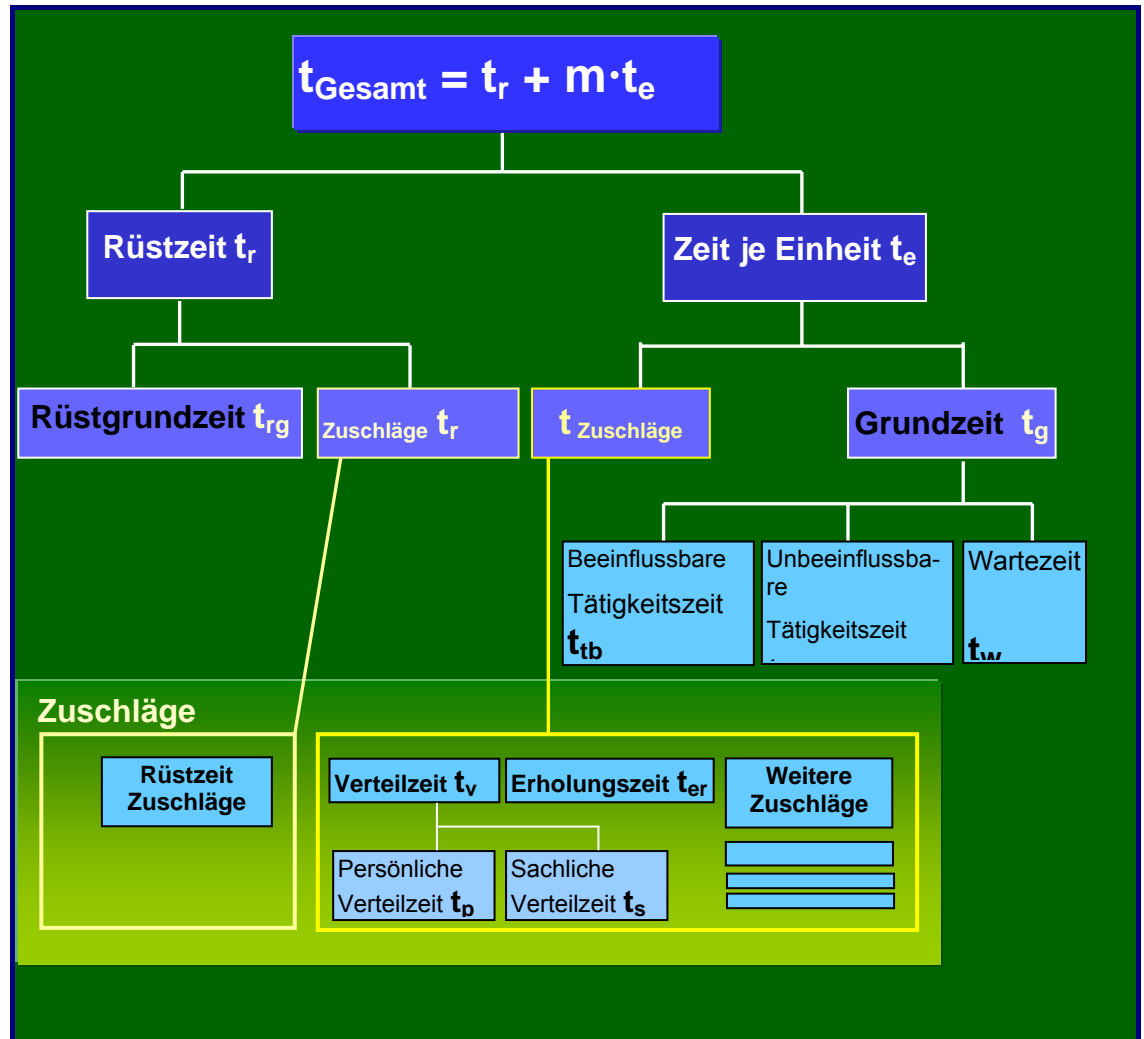 tGesamt = tr + m·te
Rüstzeit tr
Zeit je Einheit te
Rüstgrundzeit trg
Zuschläge tr
t Zuschläge
Grundzeit tg
Beeinflussbare
Tätigkeitszeit
ttb
Unbeeinflussba-
re
Tätigkeitszeit
Wartezeit
tw
Zuschläge
Rüstzeit
Zuschläge
Verteilzeit tv
Erholungszeit ter
Weitere
Zuschläge
Persönliche
Verteilzeit tp
Sachliche
Verteilzeit ts